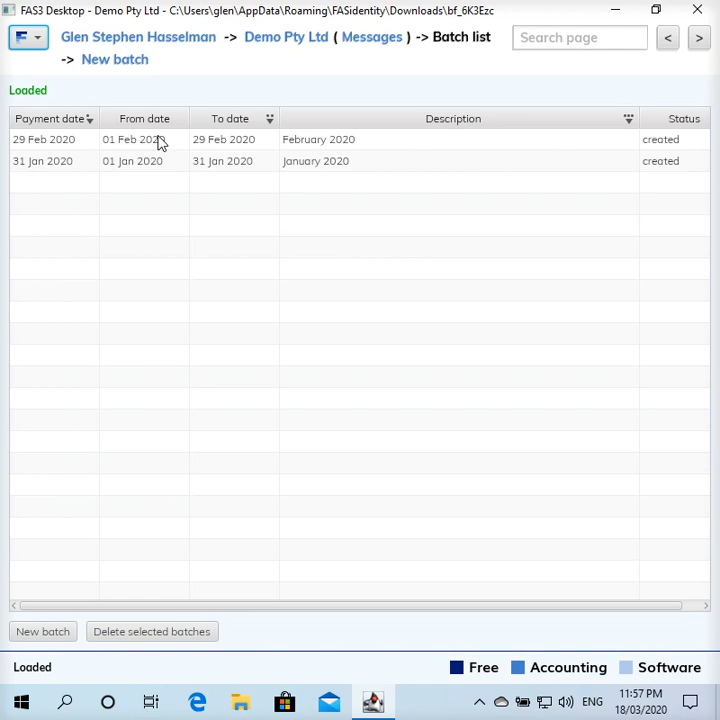 FAS3 Desktop - Demo Pty Ltd - C:\Users\glen\AppData\Roaming\FASidentity\Downloads\bf_6K3Ezc
F Glen Stephen Hasselman -> Demo Pty Ltd ( Messages ) -> Batch list Search page < >
-> New batch
Loaded
Payment date From date To date Description Status
29 Feb 2020 01 Feb 2020 29 Feb 2020 February 2020 created
31 Jan 2020 01 Jan 2020 31 Jan 2020 January 2020 created
New batch Delete selected batches
Loaded Free Accounting Software
ENG 11:57 PM
18/03/2020